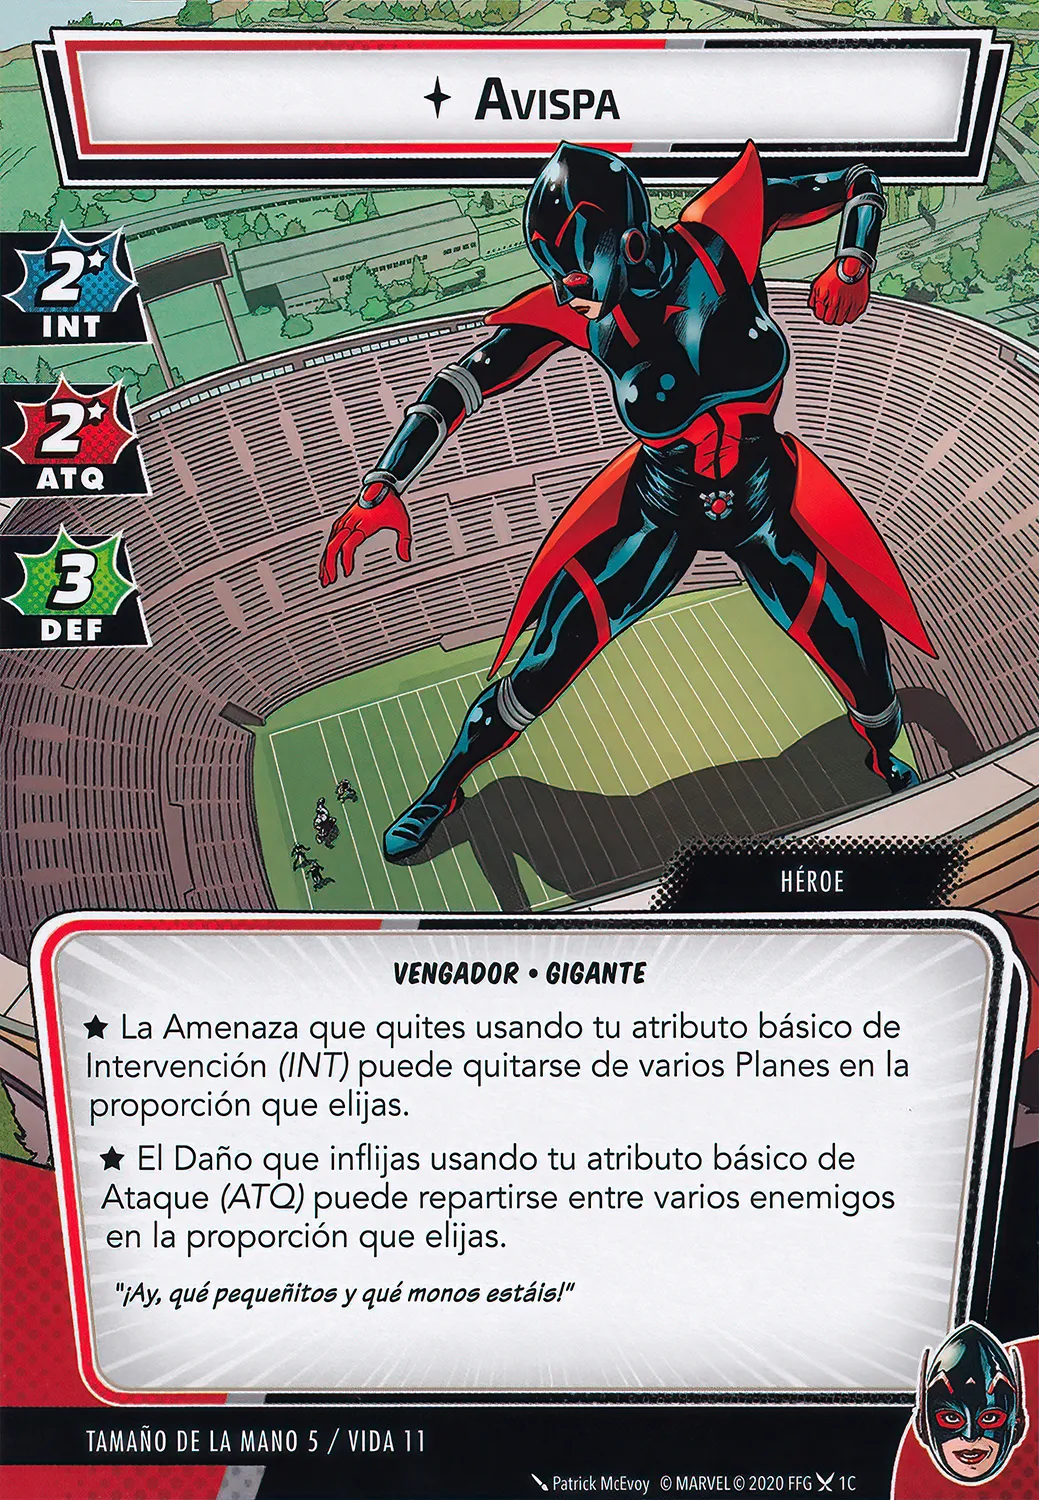 Avispa
2
INT
2
ATQ
3
DEF
HÉROE
VENGADOR • GIGANTE
★ La Amenaza que quites usando tu atributo básico de
Intervención (INT) puede quitarse de varios Planes en la
proporción que elijas.
★ El Daño que inflijas usando tu atributo básico de
Ataque (ATQ) puede repartirse entre varios enemigos
en la proporción que elijas.
"¡Ay, qué pequeñitos y qué monos estáis!"
TAMAÑO DE LA MANO 5 / VIDA 11
Patrick McEvoy © MARVEL © 2020 FFG 1C